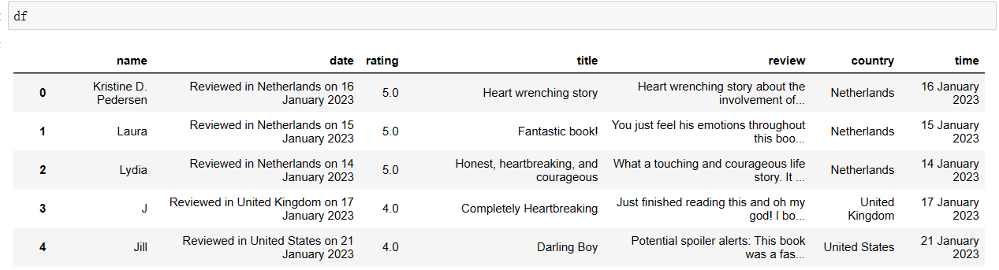 df
name date rating title review country time
0 Kristine D. Pedersen Reviewed in Netherlands on 16 January 2023 5.0 Heart wrenching story Heart wrenching story about the involvement of... Netherlands 16 January 2023
1 Laura Reviewed in Netherlands on 15 January 2023 5.0 Fantastic book! You just feel his emotions throughout this boo... Netherlands 15 January 2023
2 Lydia Reviewed in Netherlands on 14 January 2023 5.0 Honest, heartbreaking, and courageous What a touching and courageous life story. It ... Netherlands 14 January 2023
3 J Reviewed in United Kingdom on 17 January 2023 4.0 Completely Heartbreaking Just finished reading this and oh my god! I bo... United Kingdom 17 January 2023
4 Jill Reviewed in United States on 21 January 2023 4.0 Darling Boy Potential spoiler alerts: This book was a fas... United States 21 January 2023